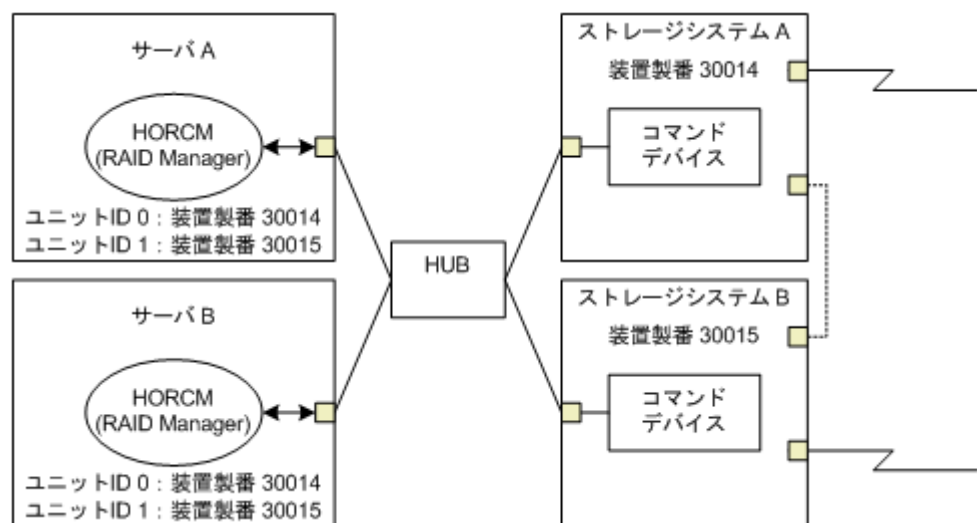 サーバ A
HORCM
(RAID Manager)
ユニットID 0：装置製番 30014
ユニットID 1：装置製番 30015
サーバ B
HORCM
(RAID Manager)
ユニットID 0：装置製番 30014
ユニットID 1：装置製番 30015
HUB
ストレージシステム A
装置製番 30014
コマンド
デバイス
ストレージシステム B
装置製番 30015
コマンド
デバイス